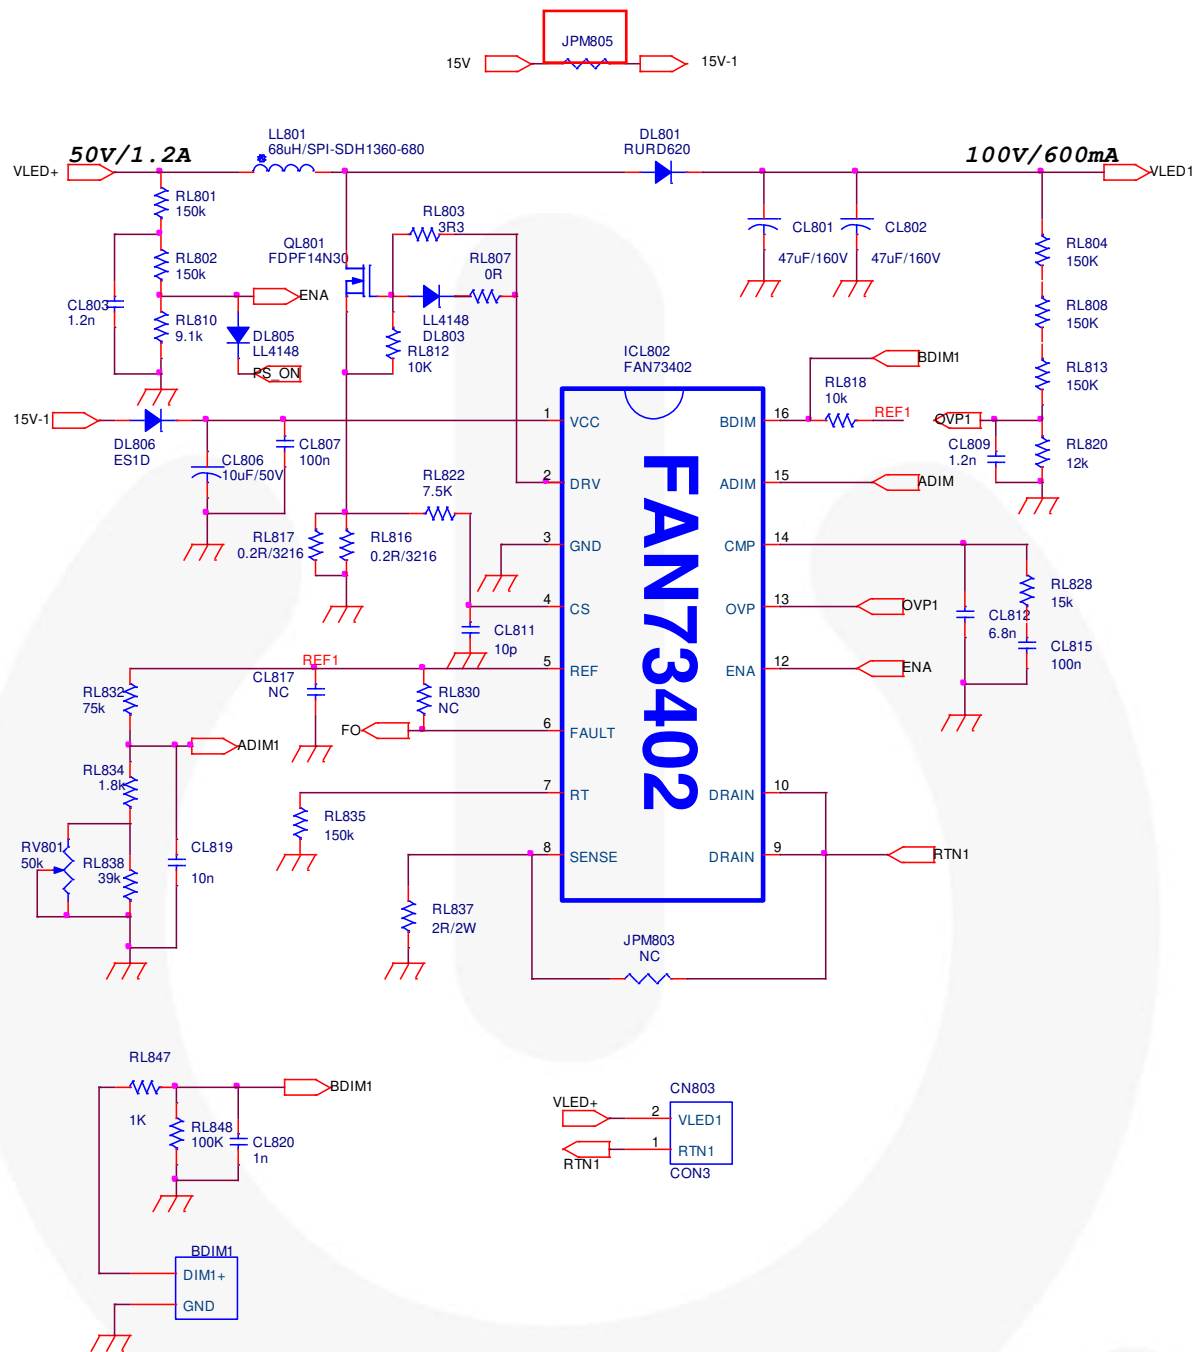 JPM805
15V
15V-1
LL801
68uH/SPI-SDH1360-680
DL801
RURD620
50V/1.2A
100V/600mA
VLED+
VLED1
RL801
150k
RL803
3R3
CL801
47uF/160V
CL802
47uF/160V
RL804
150K
QL801
FDPF14N30
RL802
150k
RL807
0R
ENA
CL803
1.2n
RL810
9.1k
DL805
LL4148
LL4148
DL803
RL812
10K
RL808
150K
PS_ON
ICL802
FAN73402
BDIM1
RL818
10k
RL813
150K
15V-1
DL806
ES1D
CL807
100n
CL806
10uF/50V
1
VCC
BDIM
16
REF1
OVP1
CL809
1.2n
RL820
12k
RL822
7.5K
2
DRV
ADIM
15
ADIM
RL817
0.2R/3216
RL816
0.2R/3216
3
GND
CMP
14
FAN73402
4
CS
OVP
13
OVP1
CL812
6.8n
RL828
15k
CL811
10p
CL815
100n
REF1
5
REF
ENA
12
ENA
CL817
NC
RL830
NC
RL832
75k
FO
6
FAULT
ADIM1
RL834
1.8k
7
RT
DRAIN
10
RL835
150k
RV801
50k
RL838
39k
CL819
10n
8
SENSE
DRAIN
9
RTN1
RL837
2R/2W
JPM803
NC
RL847
1K
BDIM1
RL848
100K
CL820
1n
CN803
VLED+
2
VLED1
1
RTN1
RTN1
CON3
BDIM1
DIM1+
GND